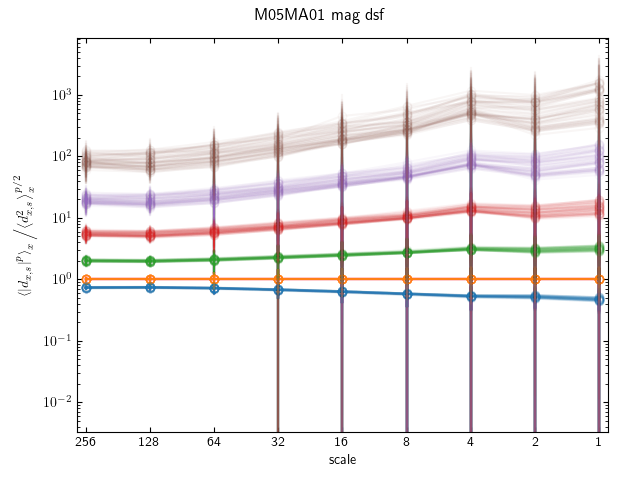 M05MA01 mag dsf
⟨|d_{x,s}|^p⟩_x / ⟨d²_{x,s}⟩_x^{p/2}
10³
10²
10¹
10⁰
10⁻¹
10⁻²
256 128 64 32 16 8 4 2 1
scale